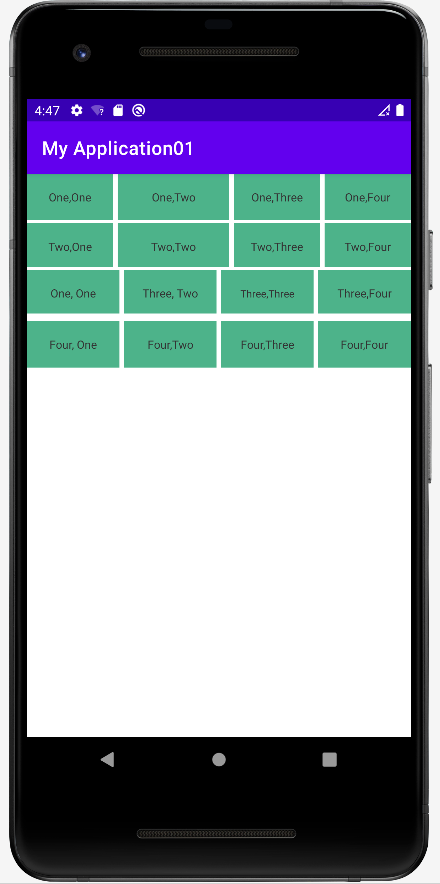 4:47
My Application01
One,One One,Two One,Three One,Four
Two,One Two,Two Two,Three Two,Four
One, One Three, Two Three,Three Three,Four
Four, One Four,Two Four,Three Four,Four